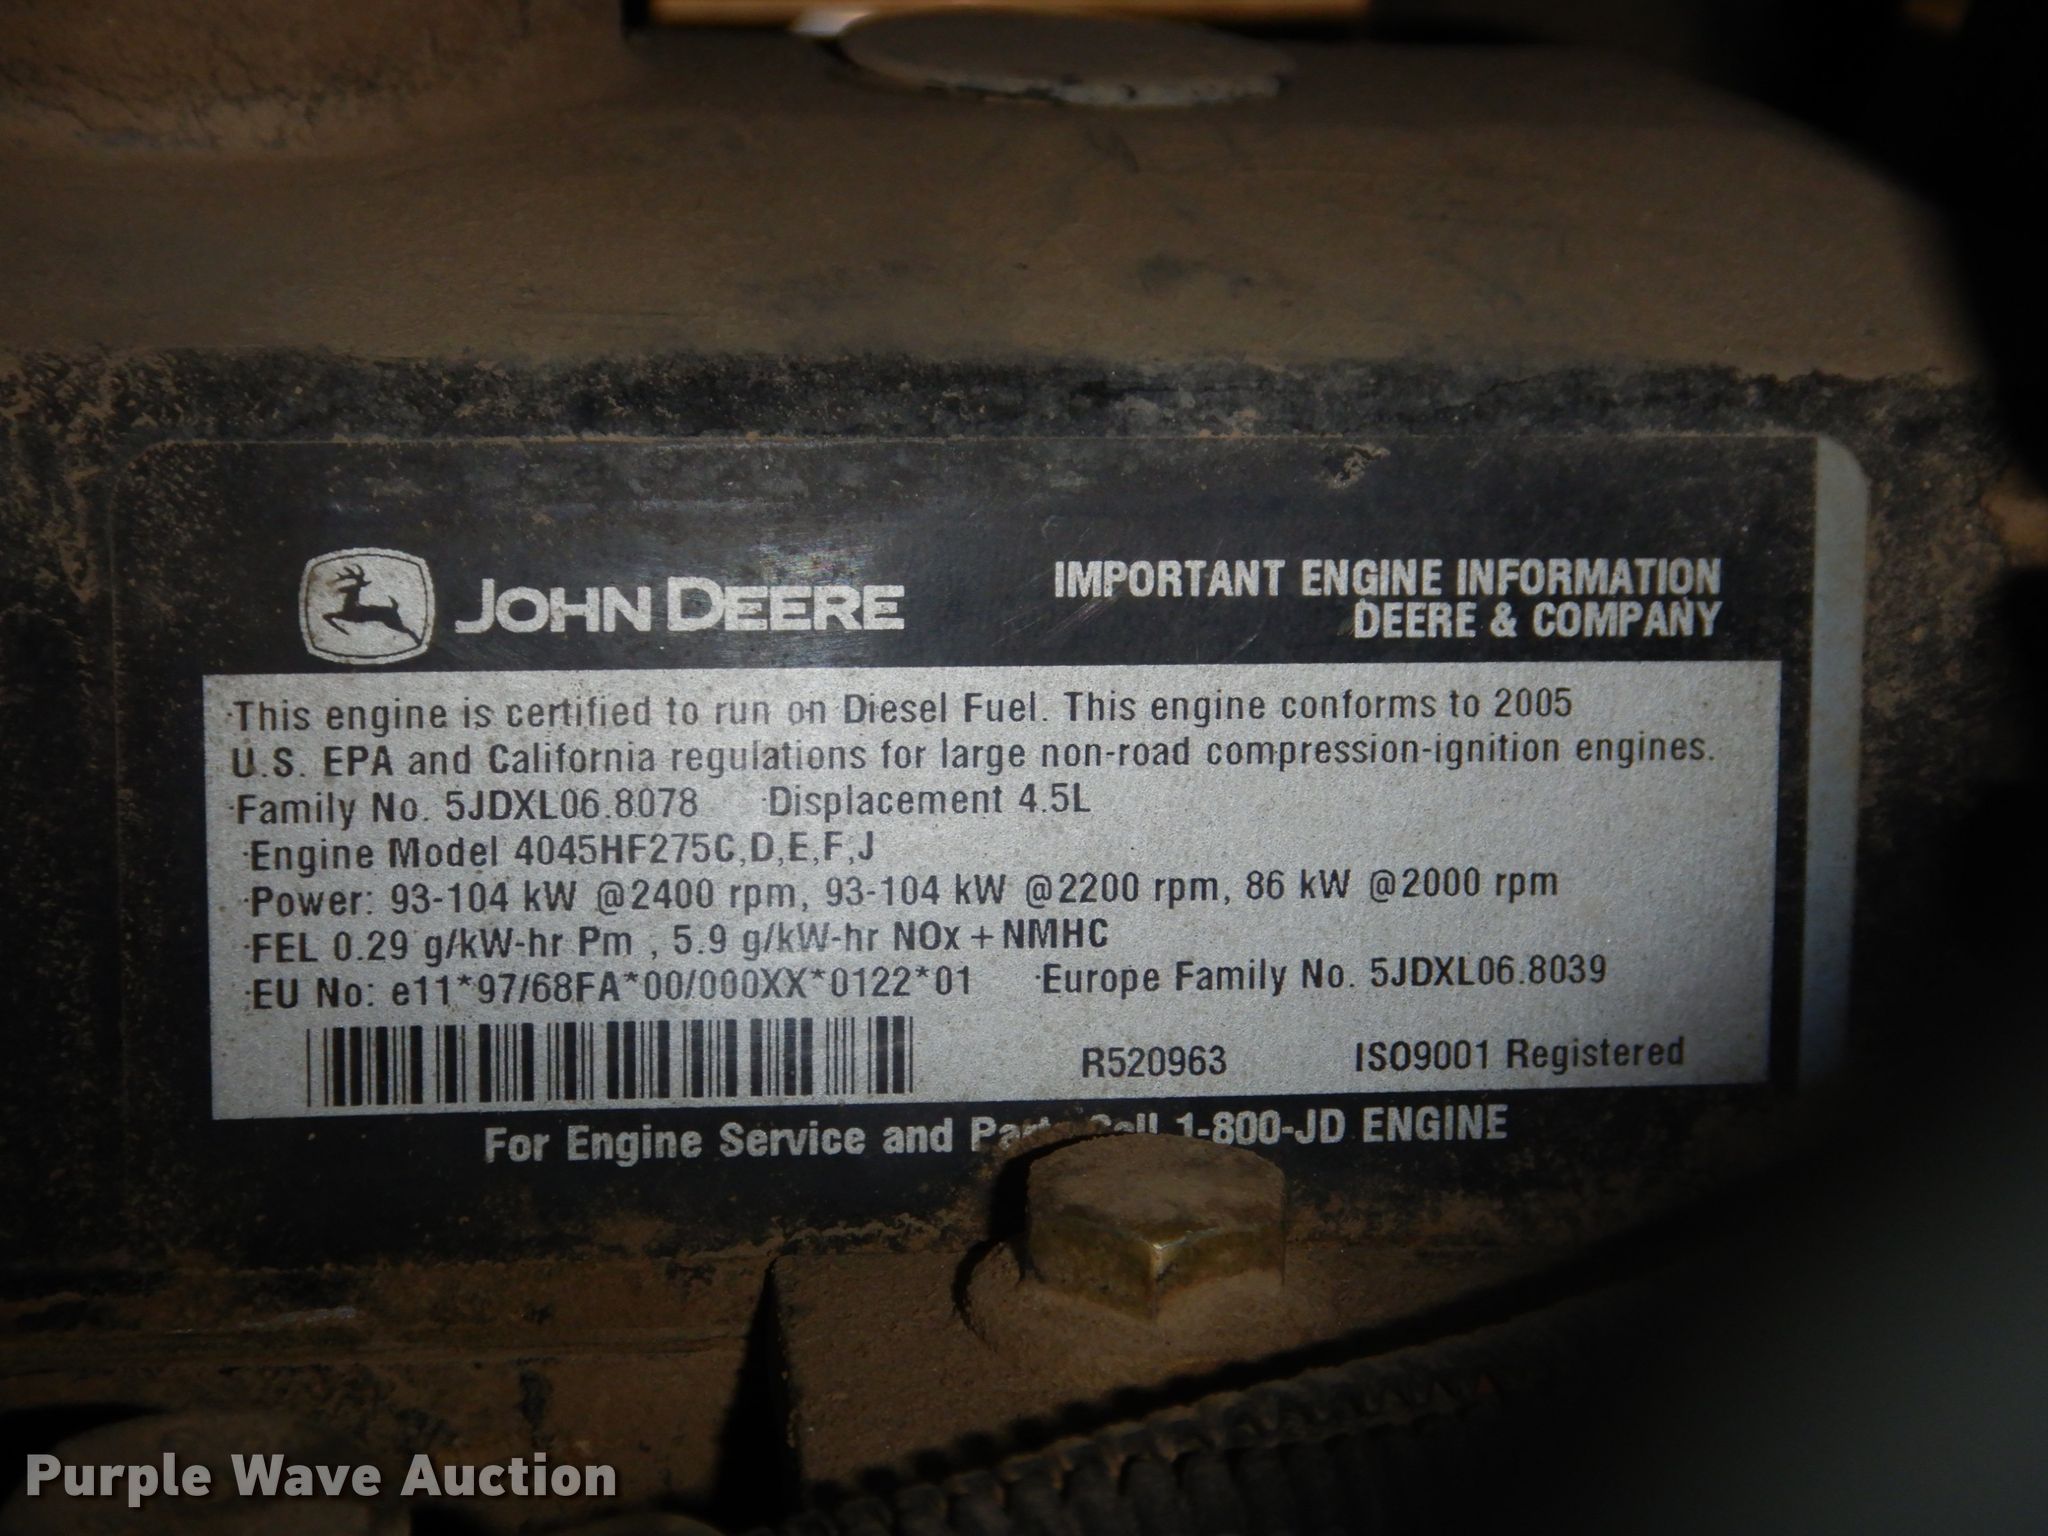 JOHN DEERE
IMPORTANT ENGINE INFORMATION
DEERE & COMPANY
·This engine is certified to run on Diesel Fuel. This engine conforms to 2005
U.S. EPA and California regulations for large non-road compression-ignition engines.
·Family No. 5JDXL06.8078 ·Displacement 4.5L
·Engine Model 4045HF275C,D,E,F,J
·Power: 93-104 kW @2400 rpm, 93-104 kW @2200 rpm, 86 kW @2000 rpm
·FEL 0.29 g/kW-hr Pm , 5.9 g/kW-hr NOx + NMHC
·EU No: e11*97/68FA*00/000XX*0122*01 ·Europe Family No. 5JDXL06.8039
R520963 ISO9001 Registered
For Engine Service and Parts Call 1-800-JD ENGINE
Purple Wave Auction